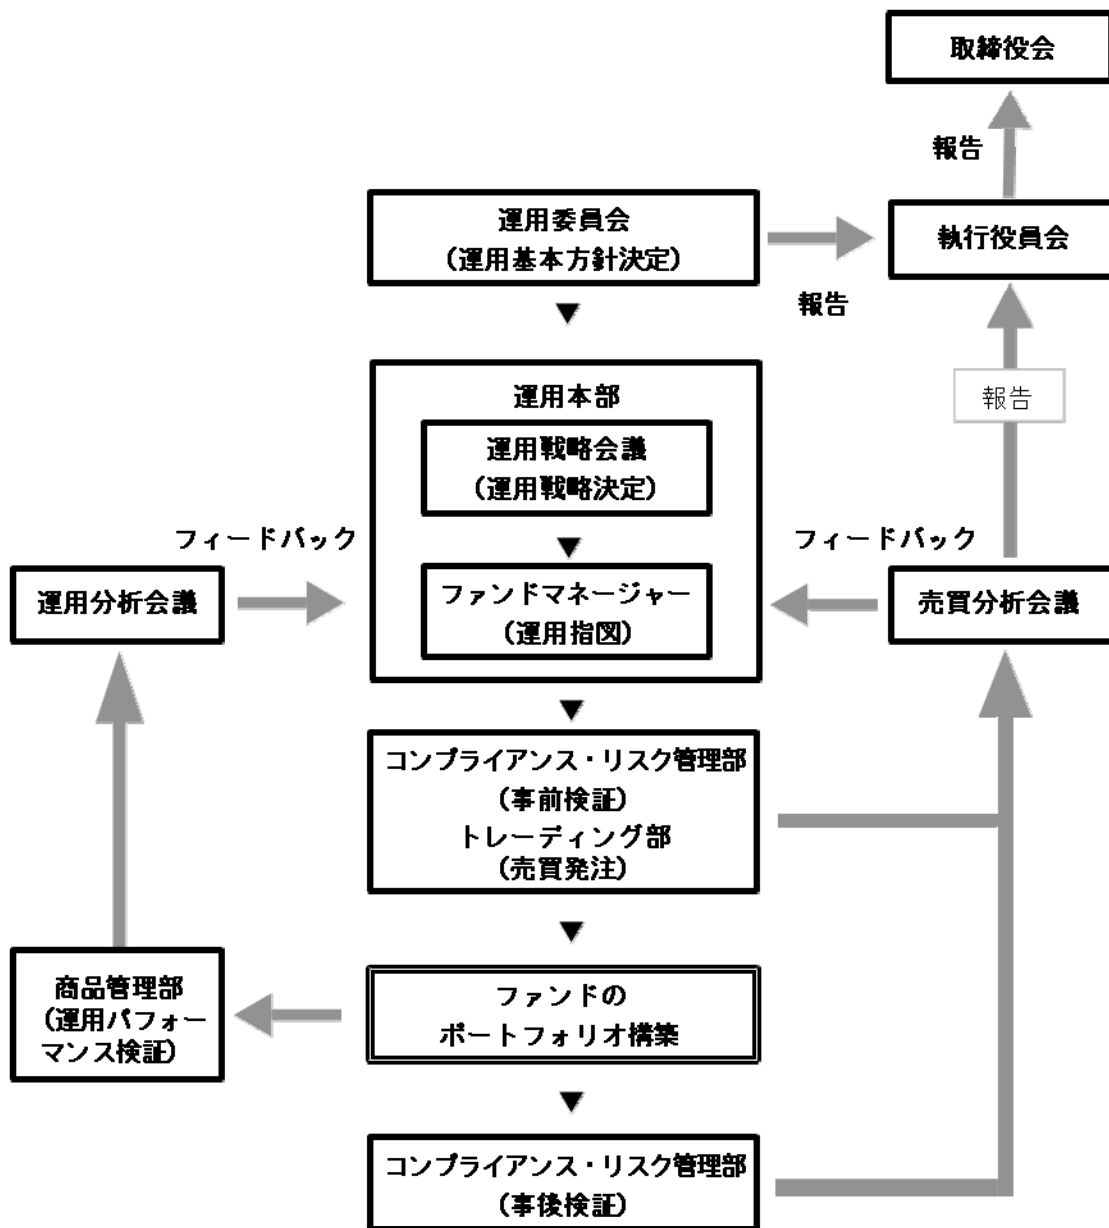 取締役会
報告
運用委員会
（運用基本方針決定）
執行役員会
報告
運用本部
報告
運用戦略会議
（運用戦略決定）
フィードバック
フィードバック
運用分析会議
ファンドマネージャー
（運用指図）
売買分析会議
コンプライアンス・リスク管理部
（事前検証）
トレーディング部
（売買発注）
商品管理部
（運用パフォー
マンス検証）
ファンドの
ポートフォリオ構築
コンプライアンス・リスク管理部
（事後検証）